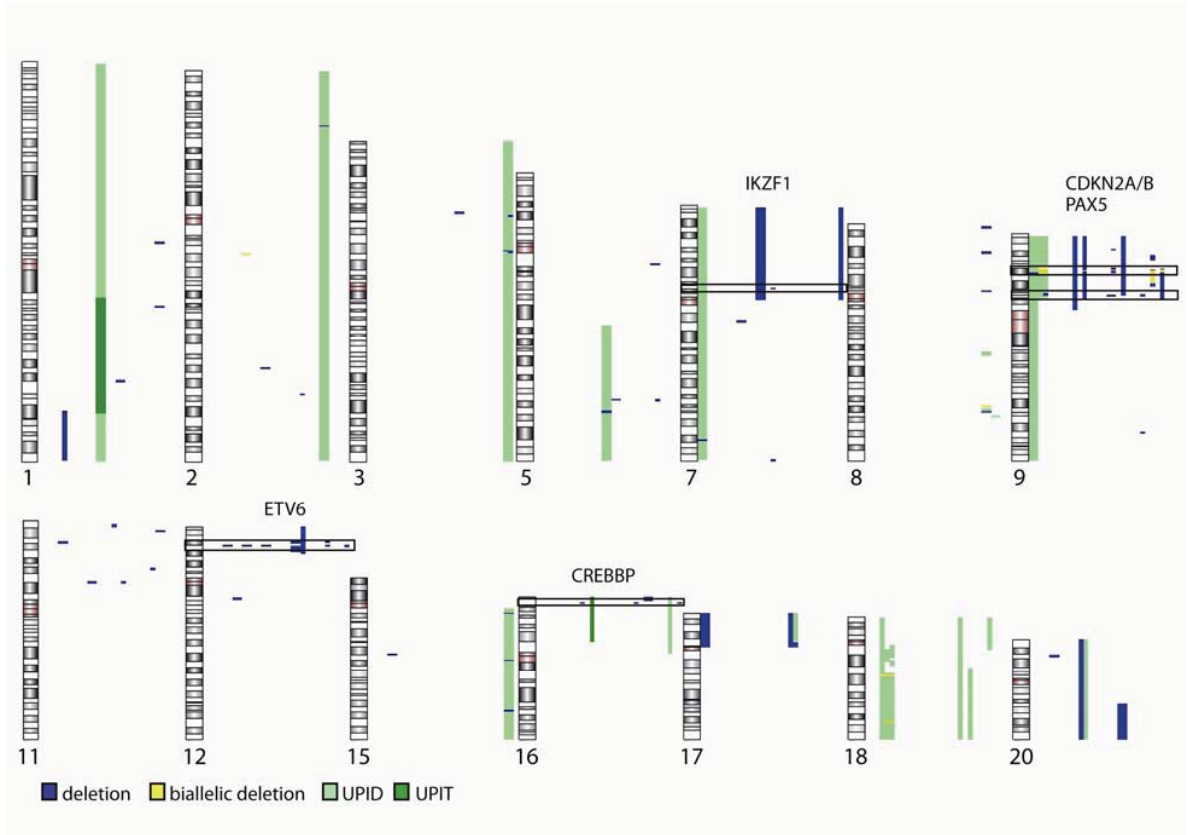 IKZF1
CDKN2A/B
PAX5
1
2
3
5
7
8
9
ETV6
CREBBP
11
12
15
16
17
18
20
deletion
biallelic deletion
UPID
UPIT